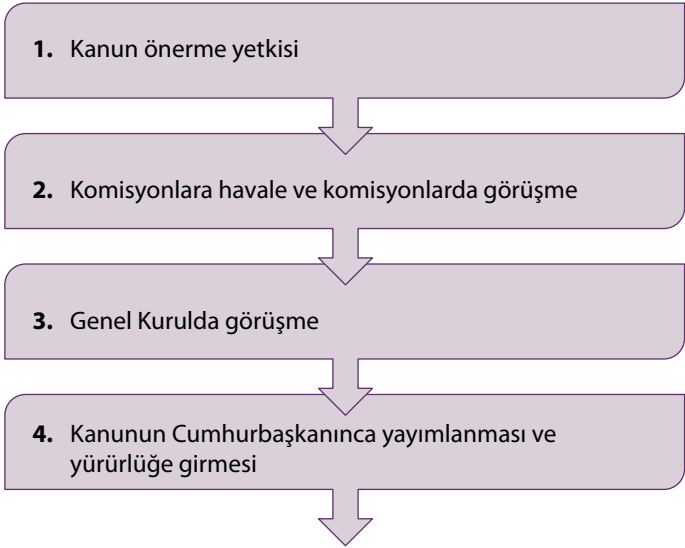 1. Kanun önerme yetkisi
2. Komisyonlara havale ve komisyonlarda görüşme
3. Genel Kurulda görüşme
4. Kanunun Cumhurbaşkanınca yayımlanması ve
yürürlüğe girmesi